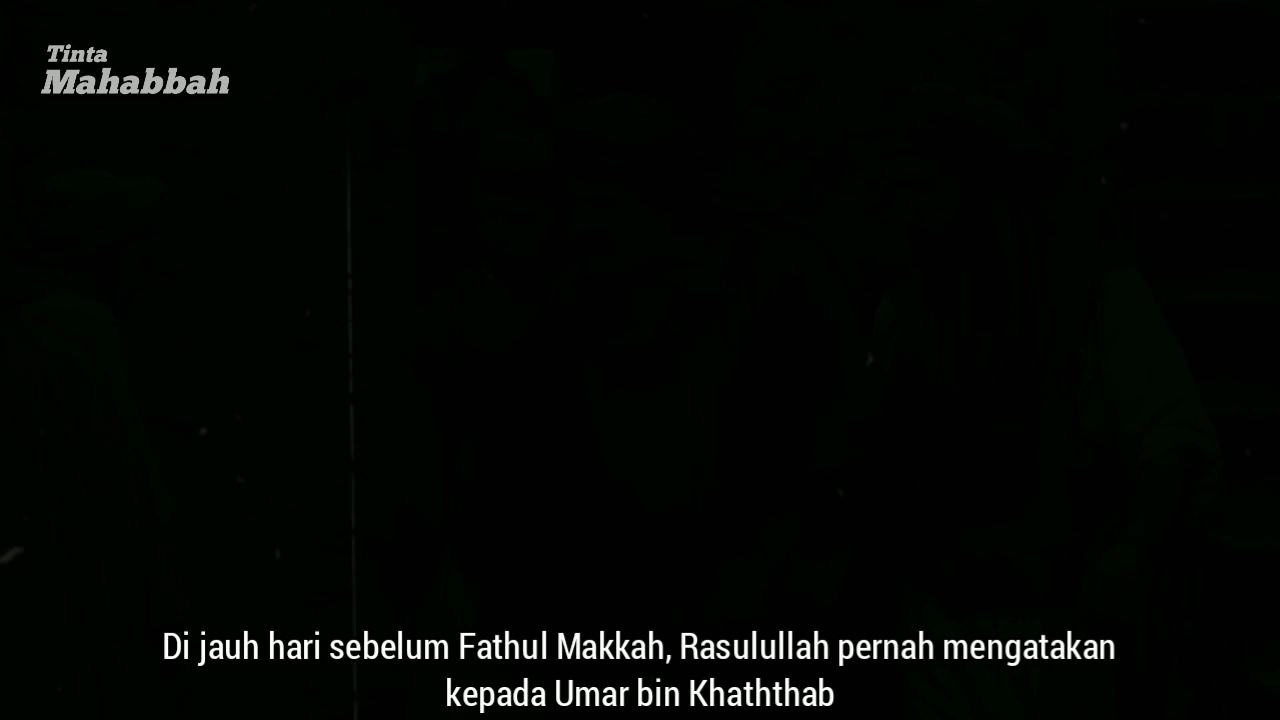 Tinta
Mahabbah
Di jauh hari sebelum Fathul Makkah, Rasulullah pernah mengatakan
kepada Umar bin Khaththab